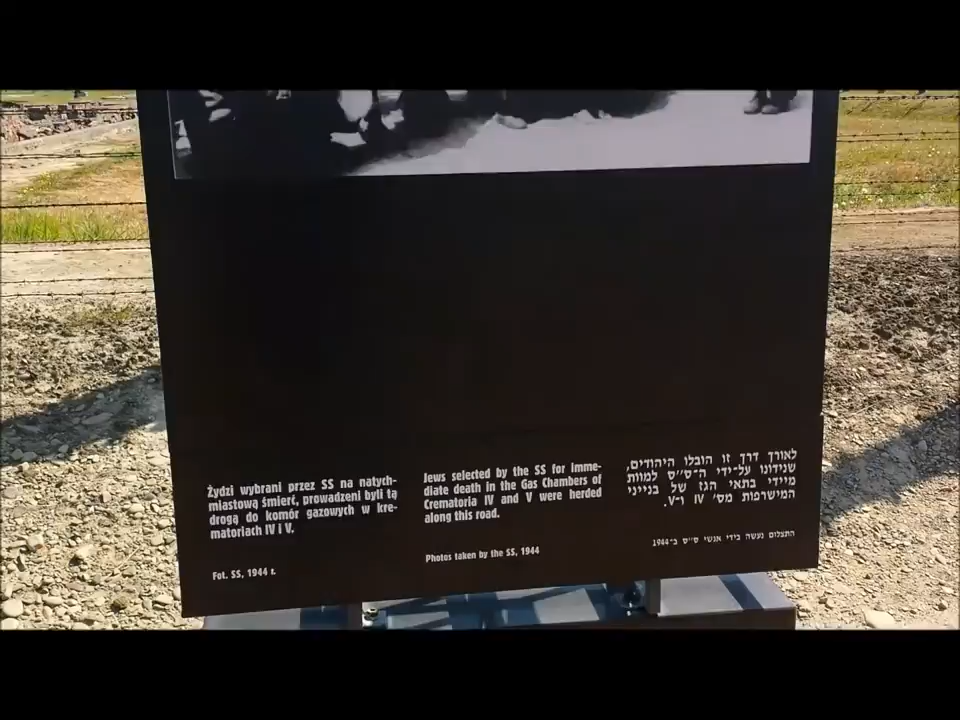 Żydzi wybrani przez SS na natych-
miastową śmierć, prowadzeni byli tą
drogą do komór gazowych w kre-
matoriach IV i V.
Fot. SS, 1944 r.
Jews selected by the SS for imme-
diate death in the Gas Chambers of
Crematoria IV and V were herded
along this road.
Photos taken by the SS, 1944
לאורך דרך זו הובלו היהודים,
שנידונו על־ידי ה־ס״ס למוות
מיידי בתאי הגז של בנייני
המישרפות מס׳ IV ו־V.
התצלום נעשה בידי אנשי ס״ס ב־1944